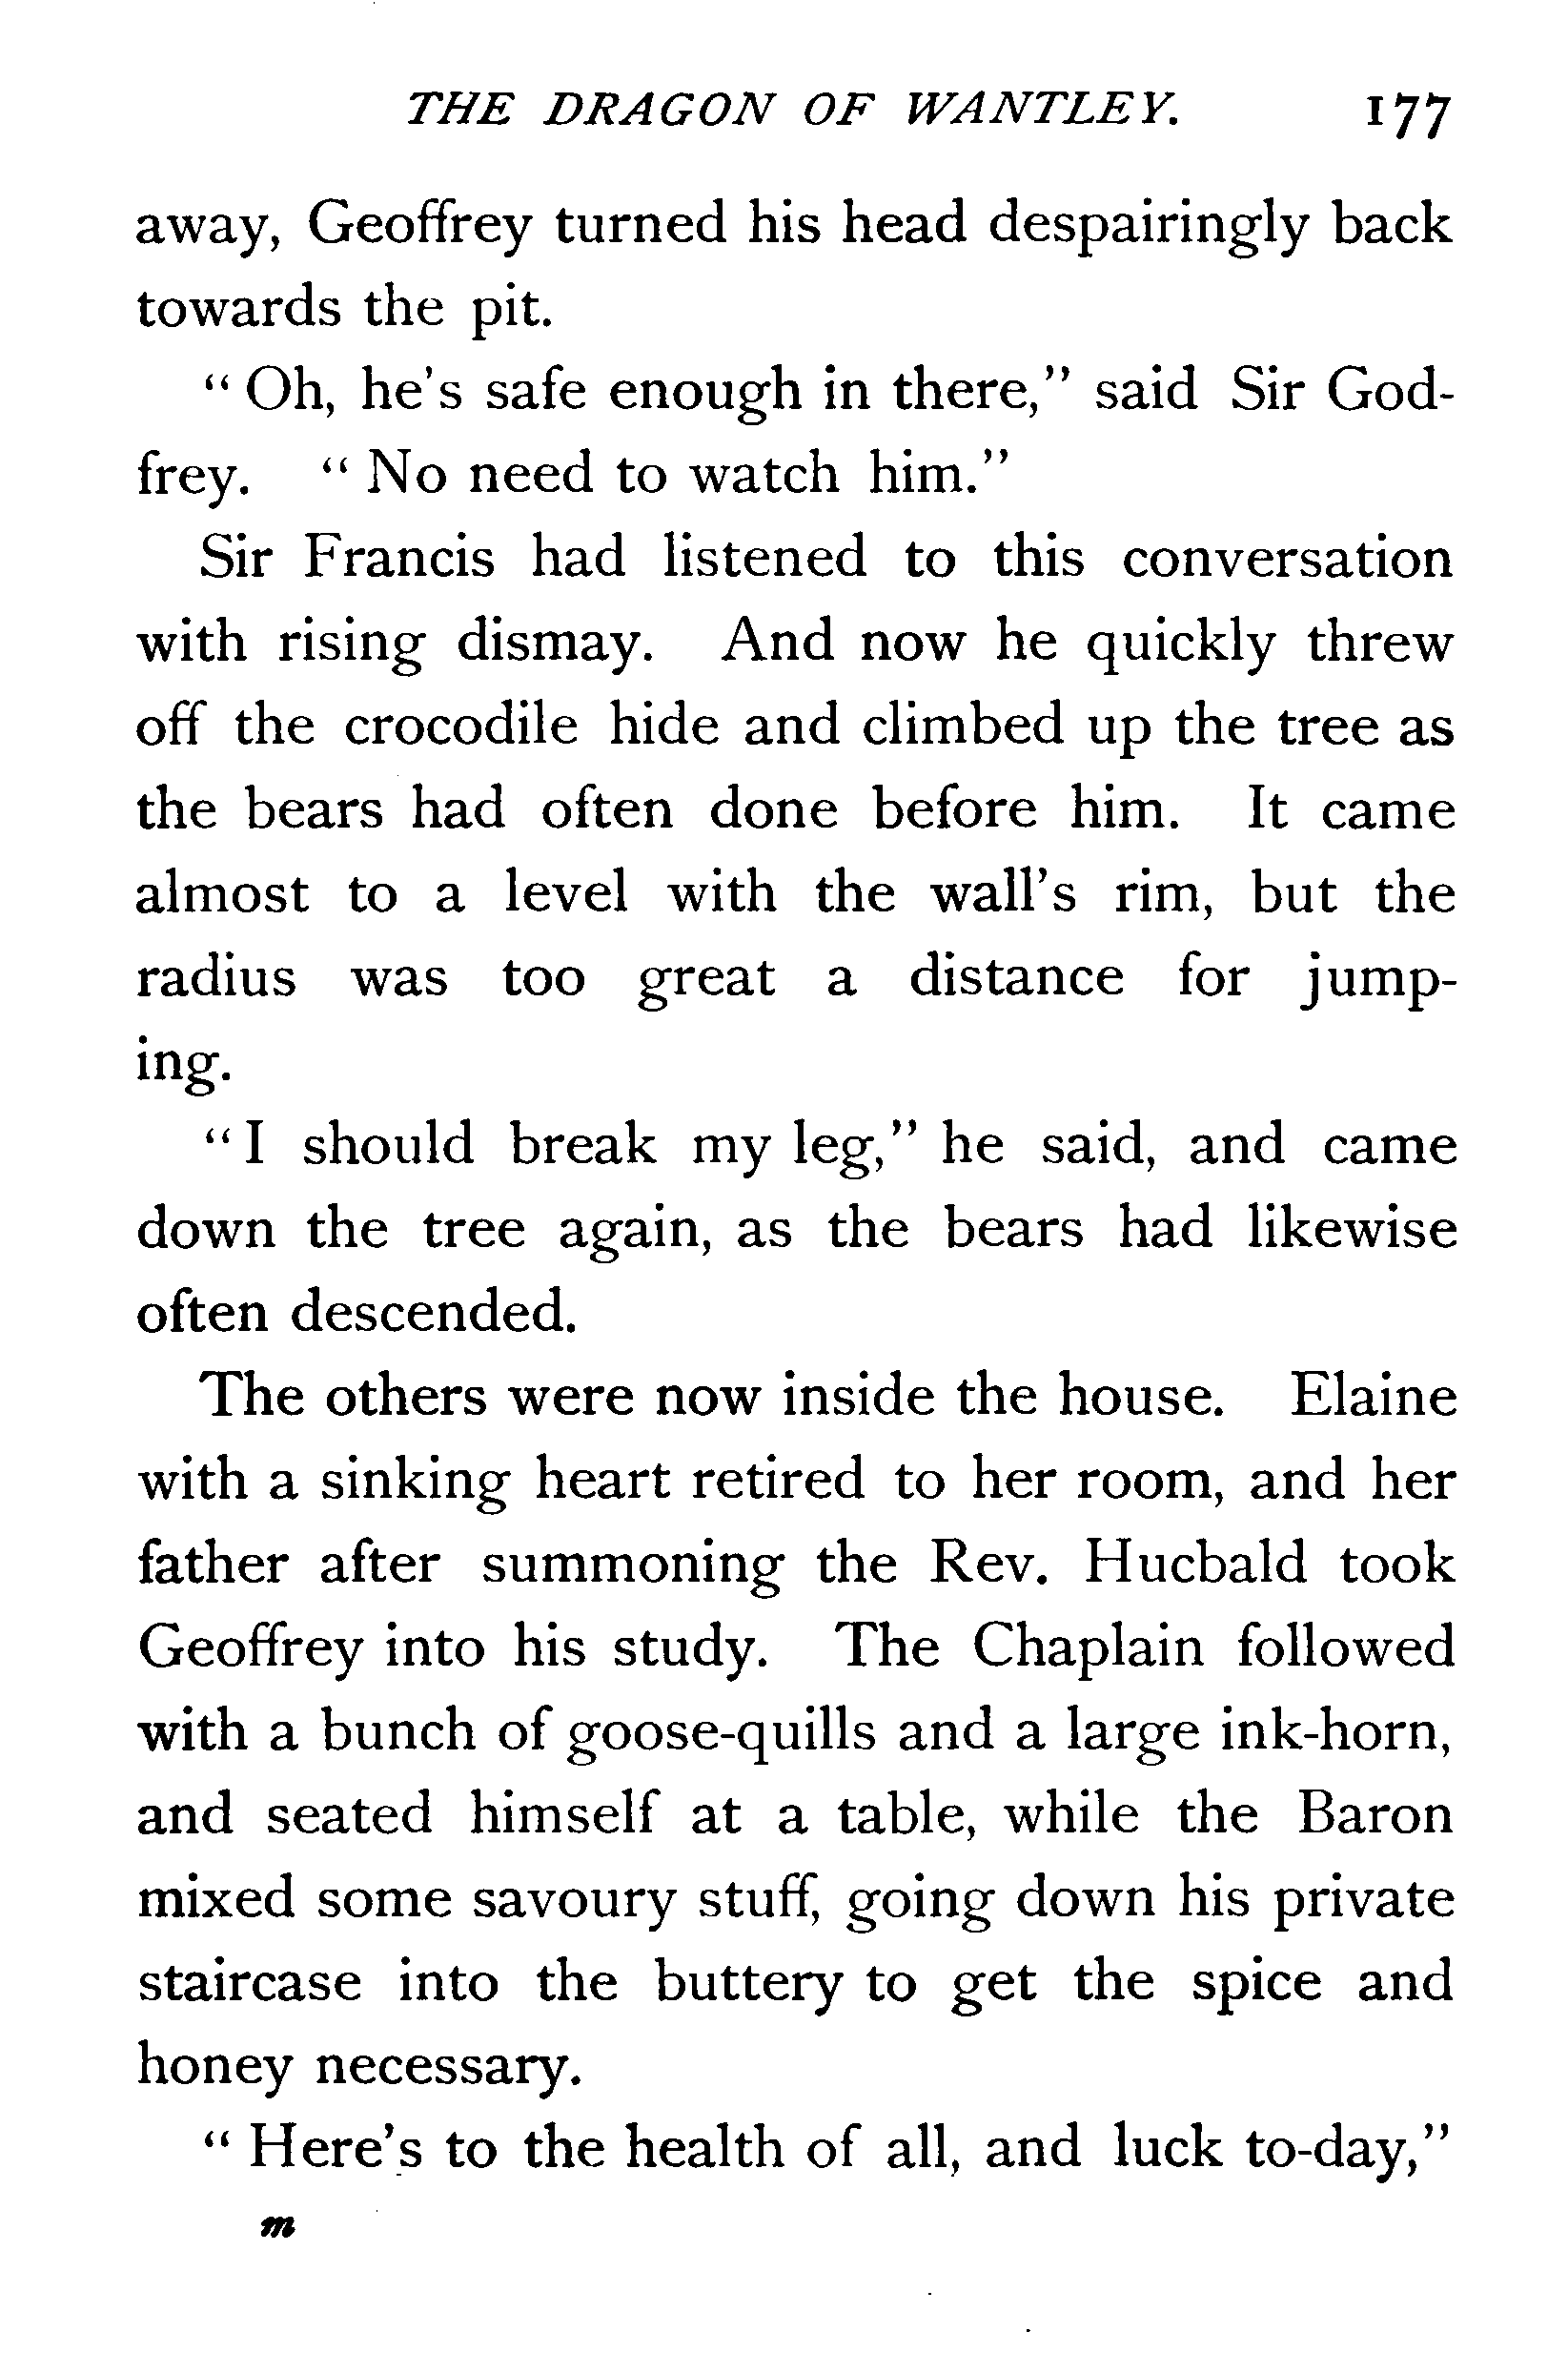 THE DRAGON OF WANTLEY. 177
away, Geoffrey turned his head despairingly back
towards the pit.
“ Oh, he’s safe enough in there,” said Sir God-
frey. “ No need to watch him.”
Sir Francis had listened to this conversation
with rising dismay. And now he quickly threw
off the crocodile hide and climbed up the tree as
the bears had often done before him. It came
almost to a level with the wall’s rim, but the
radius was too great a distance for jump-
ing.
“ I should break my leg,” he said, and came
down the tree again, as the bears had likewise
often descended.
The others were now inside the house. Elaine
with a sinking heart retired to her room, and her
father after summoning the Rev. Hucbald took
Geoffrey into his study. The Chaplain followed
with a bunch of goose-quills and a large ink-horn,
and seated himself at a table, while the Baron
mixed some savoury stuff, going down his private
staircase into the buttery to get the spice and
honey necessary.
“ Here’s to the health of all, and luck to-day,”
m